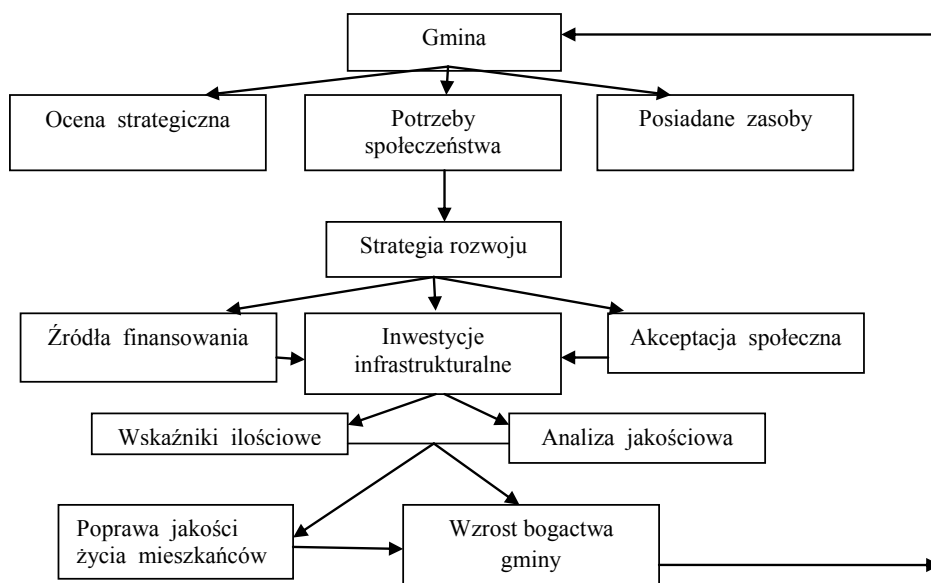 Gmina
Ocena strategiczna
Potrzeby
społeczeństwa
Posiadane zasoby
Strategia rozwoju
Źródła finansowania
Inwestycje
infrastrukturalne
Akceptacja społeczna
Wskaźniki ilościowe
Analiza jakościowa
Poprawa jakości
życia mieszkańców
Wzrost bogactwa
gminy